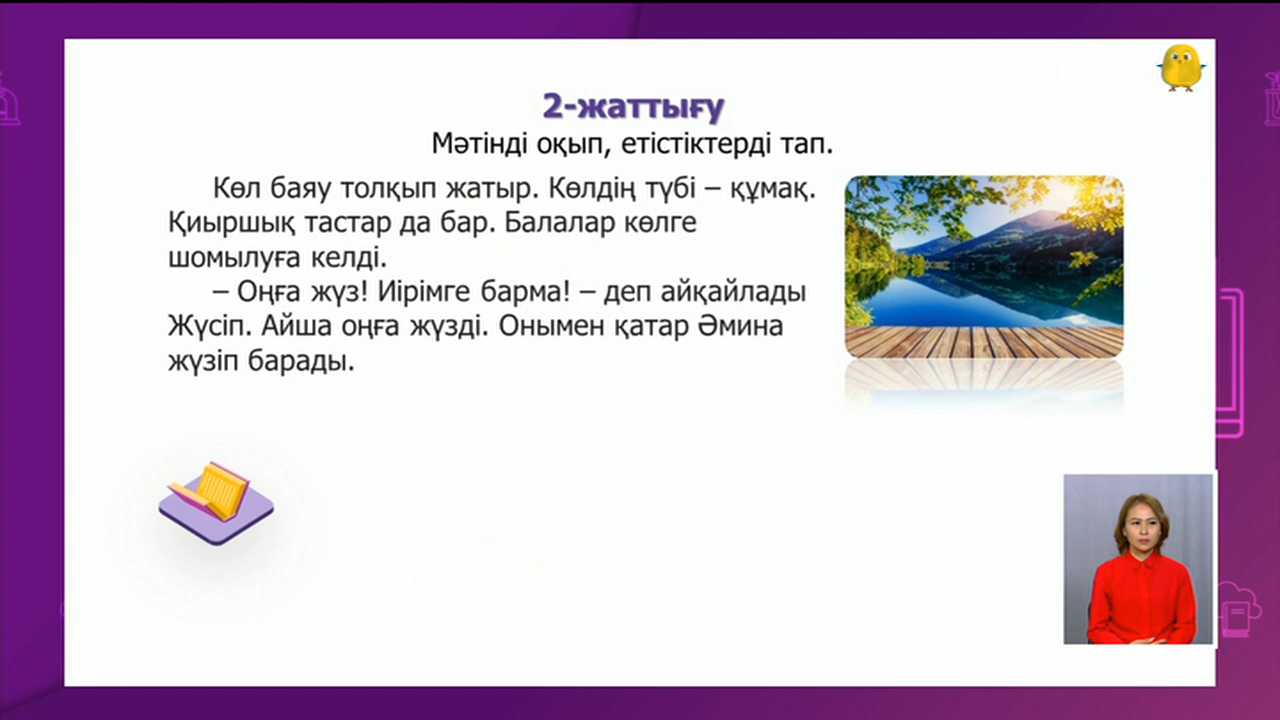 2-жаттығу
Мәтінді оқып, етістіктерді тап.
Көл баяу толқып жатыр. Көлдің түбі – құмақ.
Қиыршық тастар да бар. Балалар көлге
шомылуға келді.
– Оңға жүз! Иірімге барма! – деп айқайлады
Жүсіп. Айша оңға жүзді. Онымен қатар Әмина
жүзіп барады.